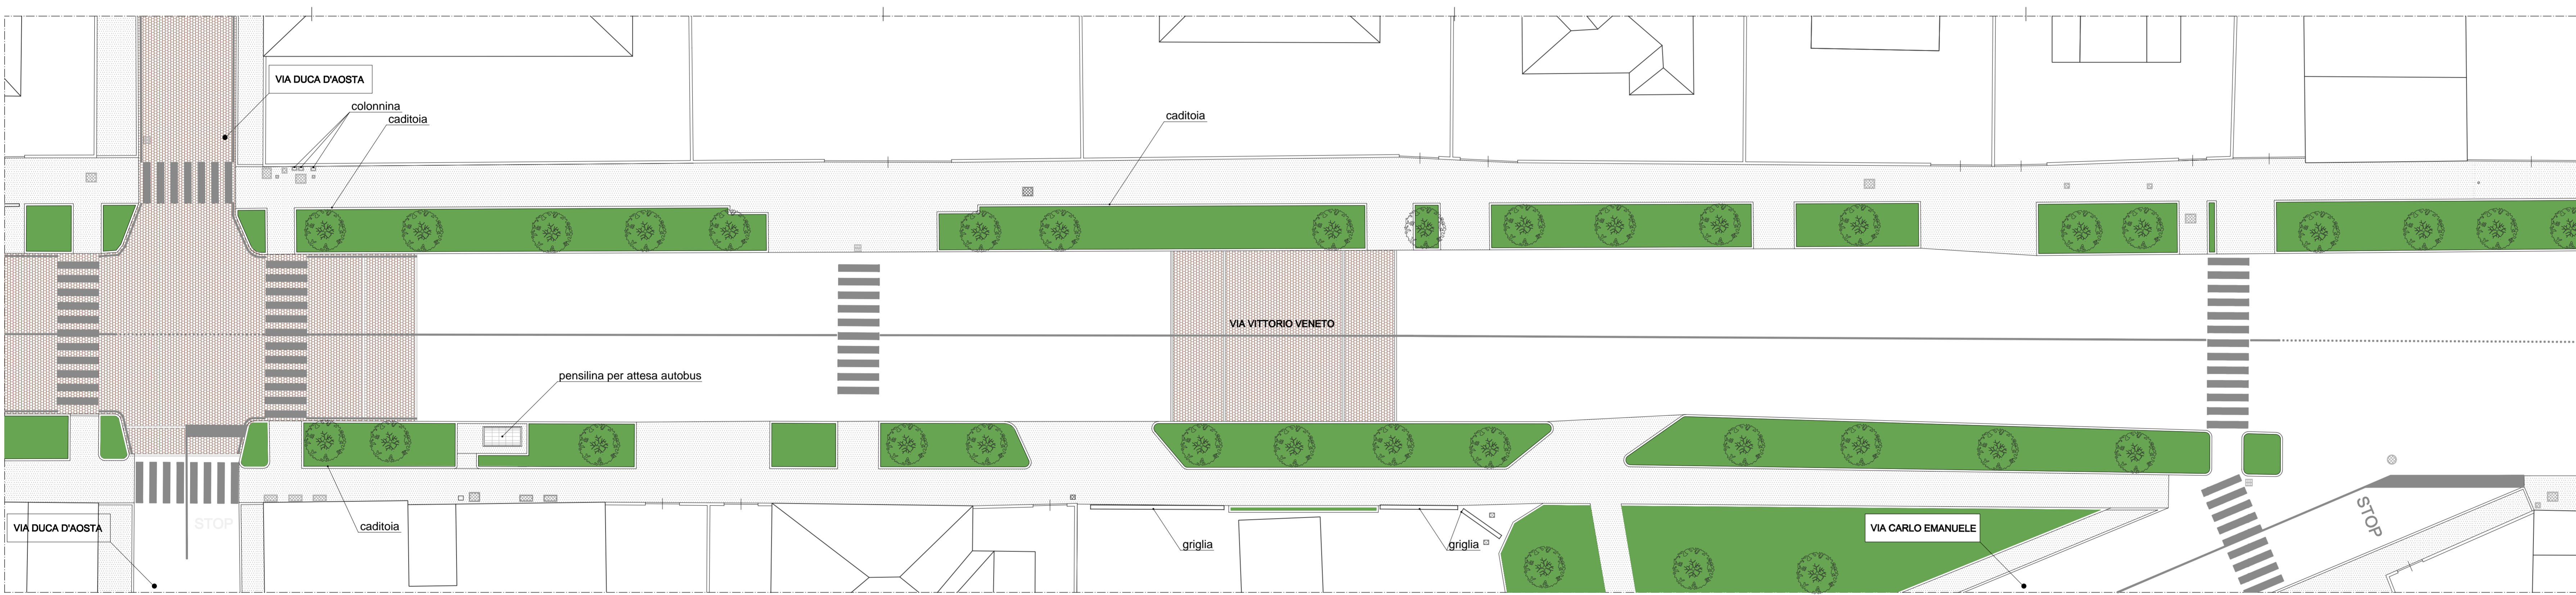 VIA DUCA D'AOSTA
colonnina
caditoia
caditoia
VIA VITTORIO VENETO
pensilina per attesa autobus
caditoia
VIA DUCA D'AOSTA
STOP
griglia
griglia
VIA CARLO EMANUELE
STOP